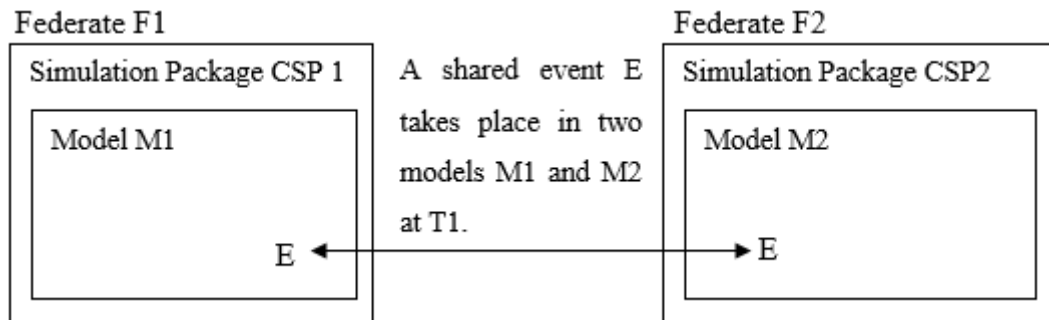 Federate F1
Federate F2
Simulation Package CSP 1
Model M1
E
A shared event E
takes place in two
models M1 and M2
at T1.
Simulation Package CSP2
Model M2
E